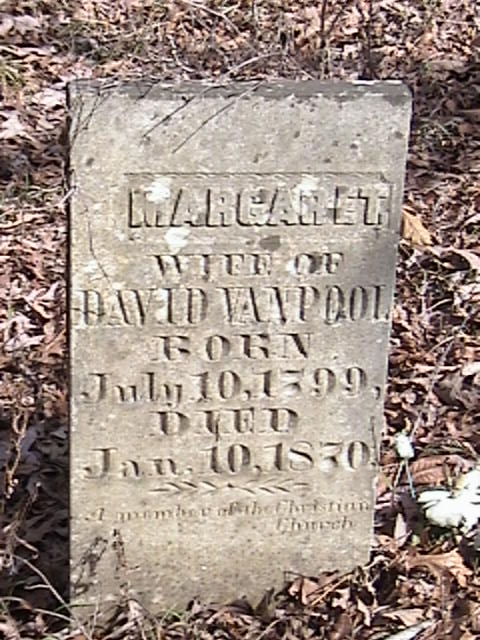 MARGARET
WIFE OF
DAVID VANPOOL
BORN
July 10, 1799,
DIED
Jan. 10, 1870.
A member of the Christian
Church